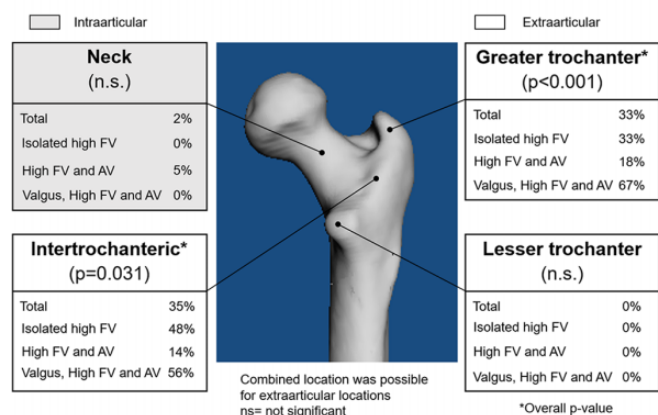 Intraarticular
Extraarticular
Neck
(n.s.)
Total 2%
Isolated high FV 0%
High FV and AV 5%
Valgus, High FV and AV 0%
Greater trochanter*
(p<0.001)
Total 33%
Isolated high FV 33%
High FV and AV 18%
Valgus, High FV and AV 67%
Intertrochanteric*
(p=0.031)
Total 35%
Isolated high FV 48%
High FV and AV 14%
Valgus, High FV and AV 56%
Lesser trochanter
(n.s.)
Total 0%
Isolated high FV 0%
High FV and AV 0%
Valgus, High FV and AV 0%
Combined location was possible
for extraarticular locations
ns= not significant
*Overall p-value